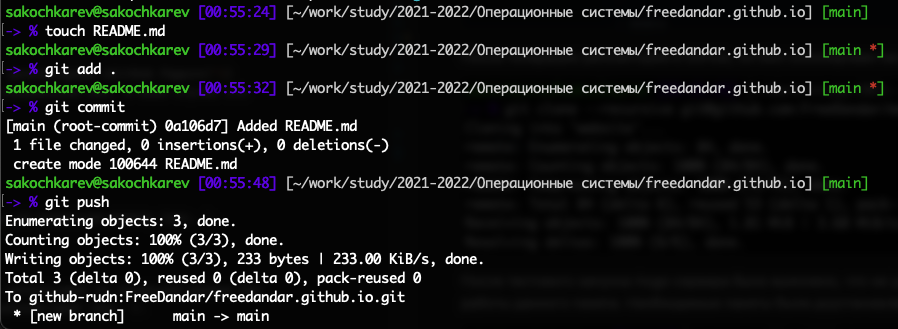 sakochkarev@sakochkarev [00:55:24] [~/work/study/2021-2022/Операционные системы/freedandar.github.io] [main]
-> % touch README.md
sakochkarev@sakochkarev [00:55:29] [~/work/study/2021-2022/Операционные системы/freedandar.github.io] [main *]
-> % git add .
sakochkarev@sakochkarev [00:55:32] [~/work/study/2021-2022/Операционные системы/freedandar.github.io] [main *]
-> % git commit
[main (root-commit) 0a106d7] Added README.md
1 file changed, 0 insertions(+), 0 deletions(-)
create mode 100644 README.md
sakochkarev@sakochkarev [00:55:48] [~/work/study/2021-2022/Операционные системы/freedandar.github.io] [main]
-> % git push
Enumerating objects: 3, done.
Counting objects: 100% (3/3), done.
Writing objects: 100% (3/3), 233 bytes | 233.00 KiB/s, done.
Total 3 (delta 0), reused 0 (delta 0), pack-reused 0
To github-rudn:FreeDandar/freedandar.github.io.git
* [new branch] main -> main